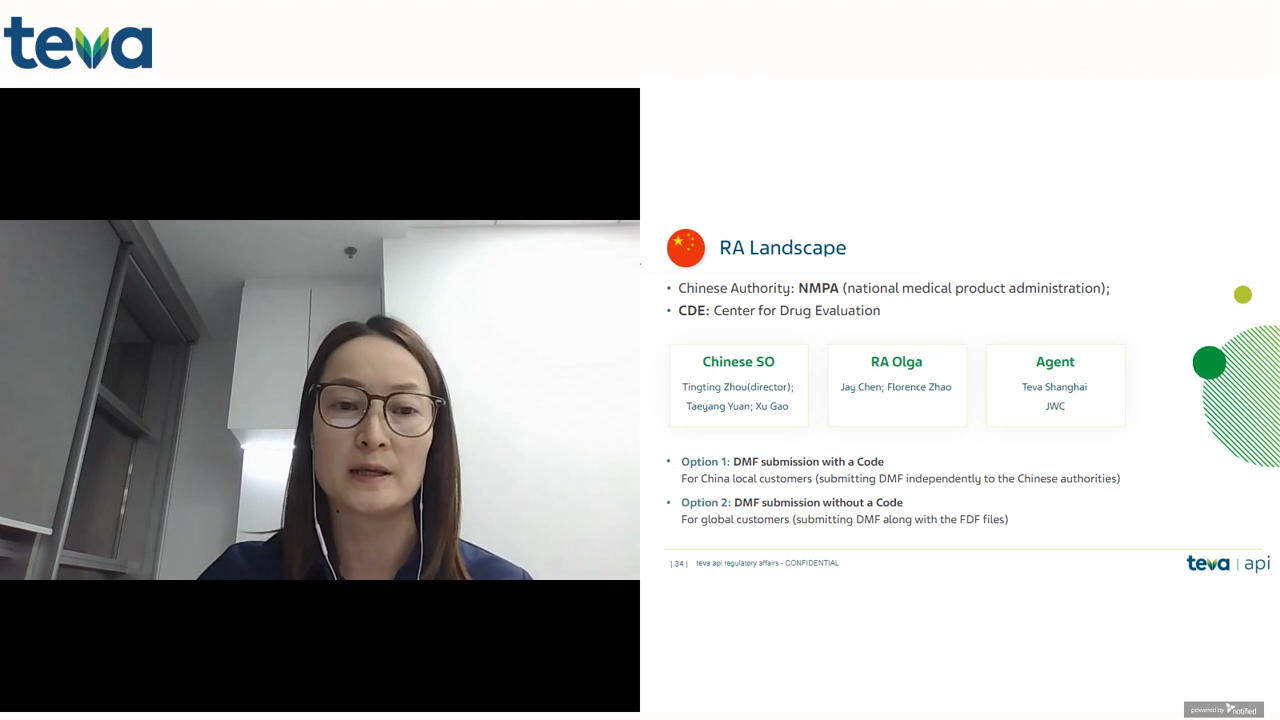 teva
RA Landscape
• Chinese Authority: NMPA (national medical product administration);
• CDE: Center for Drug Evaluation
Chinese SO
Tingting Zhou(director);
Taeyang Yuan; Xu Gao
RA Olga
Jay Chen; Florence Zhao
Agent
Teva Shanghai
JWC
• Option 1: DMF submission with a Code
For China local customers (submitting DMF independently to the Chinese authorities)
• Option 2: DMF submission without a Code
For global customers (submitting DMF along with the FDF files)
| 34 | teva api regulatory affairs - CONFIDENTIAL
teva | api
powered by notified